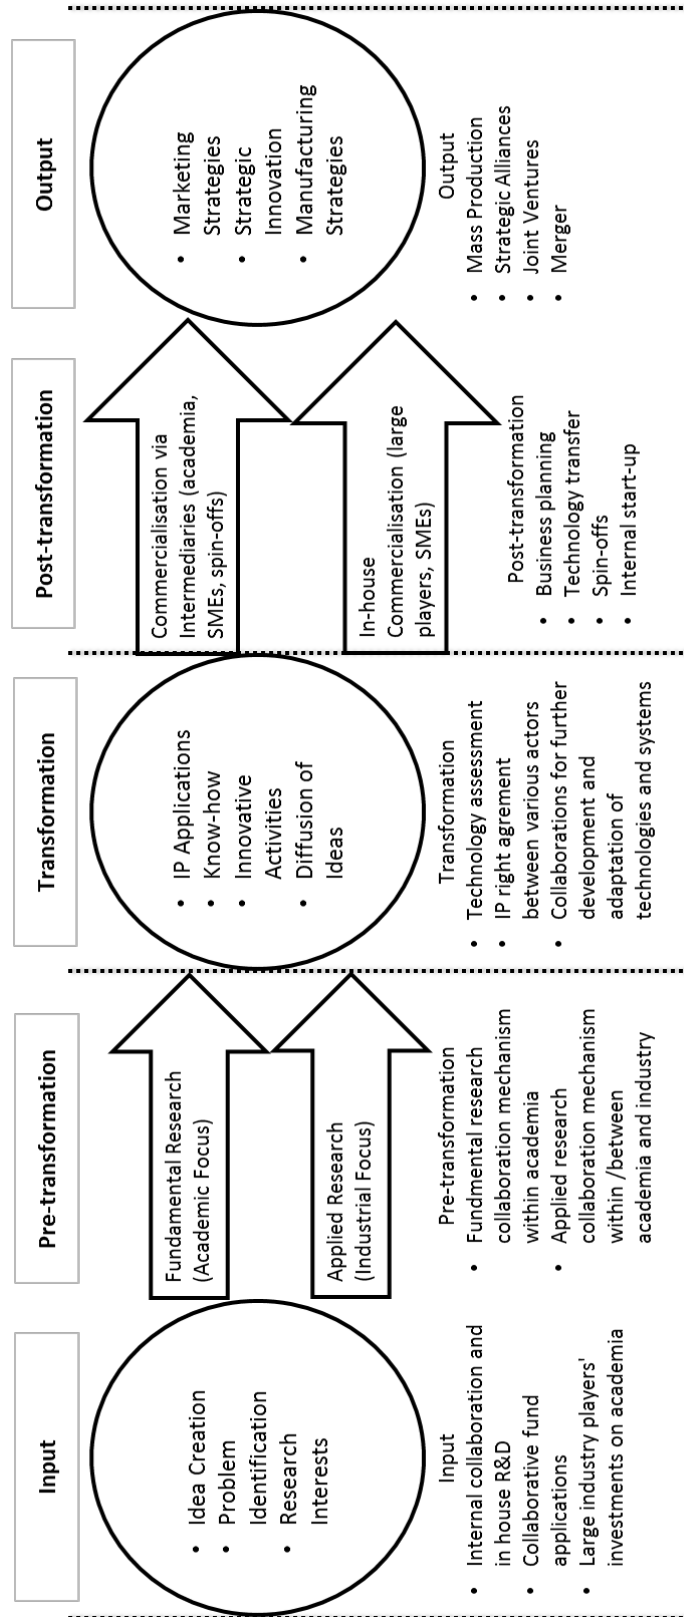 Input
Pre-transformation
Transformation
Post-transformation
Output
• Idea Creation
• Problem
Identification
• Research
Interests
Fundamental Research
(Academic Focus)
Applied Research
(Industrial Focus)
• IP Applications
• Know-how
• Innovative
Activities
• Diffusion of
Ideas
Commercialisation via
Intermediaries (academia,
SMEs, spin-offs)
In-house
Commercialisation (large
players, SMEs)
• Marketing
Strategies
• Strategic
Innovation
• Manufacturing
Strategies
Input
• Internal collaboration and
in house R&D
• Collaborative fund
applications
• Large industry players'
investments on academia
Pre-transformation
• Fundmental research
collaboration mechanism
within academia
• Applied research
collaboration mechanism
within /between
academia and industry
Transformation
• Technology assessment
• IP right agrement
between various actors
• Collaborations for further
development and
adaptation of
technologies and systems
Post-transformation
• Business planning
• Technology transfer
• Spin-offs
• Internal start-up
Output
• Mass Production
• Strategic Alliances
• Joint Ventures
• Merger